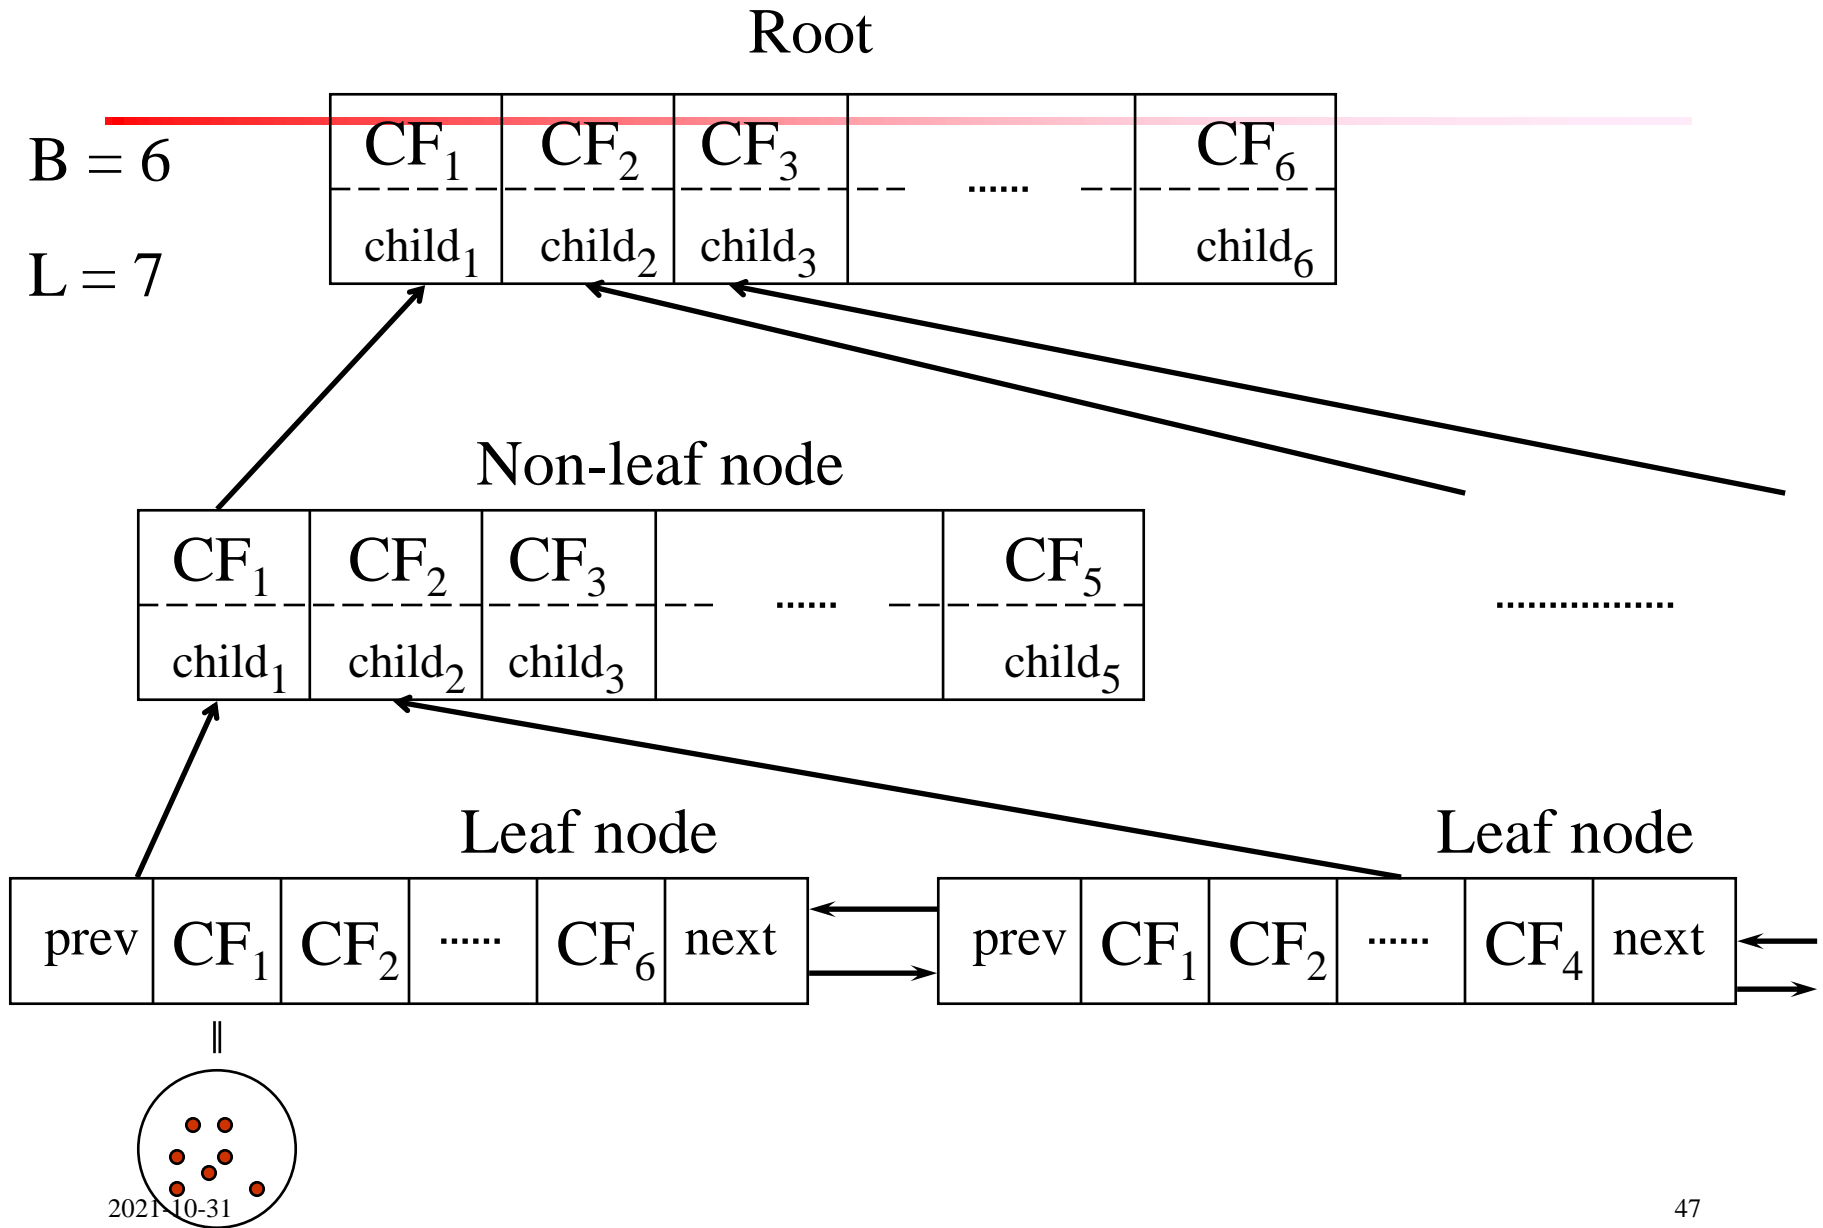 Root
B = 6
L = 7
CF1 CF2 CF3 CF6
...... 
child1 child2 child3 child6
Non-leaf node
CF1 CF2 CF3 CF5
...... .................
child1 child2 child3 child5
Leaf node Leaf node
prev CF1 CF2 ...... CF6 next prev CF1 CF2 ...... CF4 next
2021-10-31 47